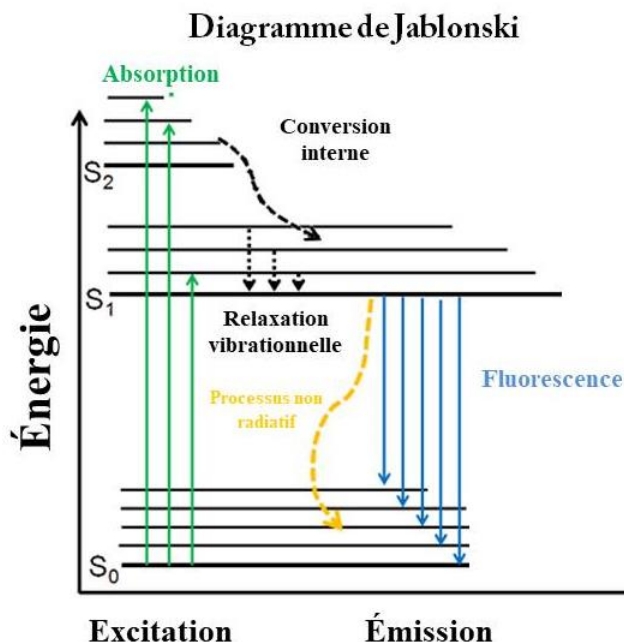 Diagramme de Jablonski
Absorption
Conversion
interne
S2
S1
Relaxation
vibrationnelle
Énergie
Fluorescence
Processus non
radiatif
S0
Excitation
Émission